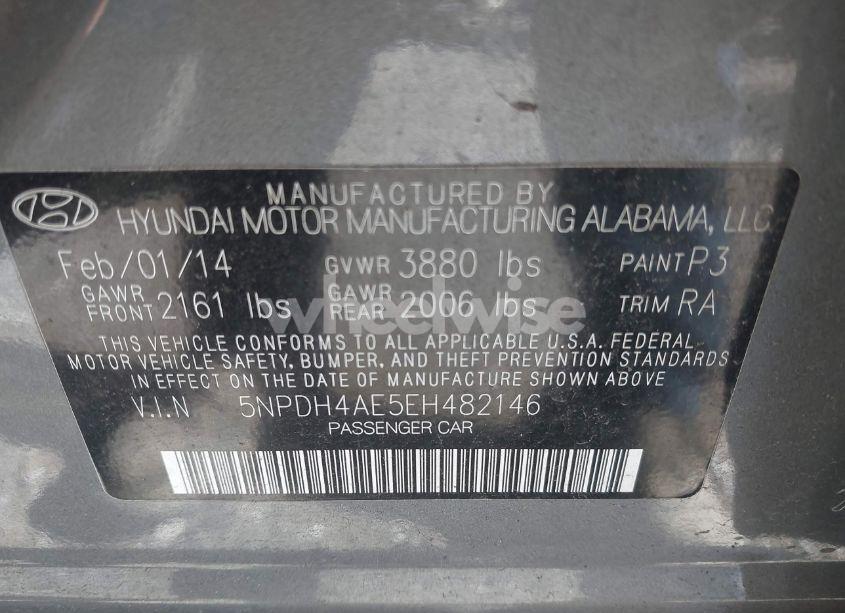 MANUFACTURED BY
HYUNDAI MOTOR MANUFACTURING ALABAMA, LLC
Feb/01/14 GVWR 3880 lbs PAINT P3
GAWR FRONT 2161 lbs GAWR REAR 2006 lbs TRIM RA
wheelwise
THIS VEHICLE CONFORMS TO ALL APPLICABLE U.S.A. FEDERAL
MOTOR VEHICLE SAFETY, BUMPER, AND THEFT PREVENTION STANDARDS
IN EFFECT ON THE DATE OF MANUFACTURE SHOWN ABOVE
V.I.N 5NPDH4AE5EH482146
PASSENGER CAR